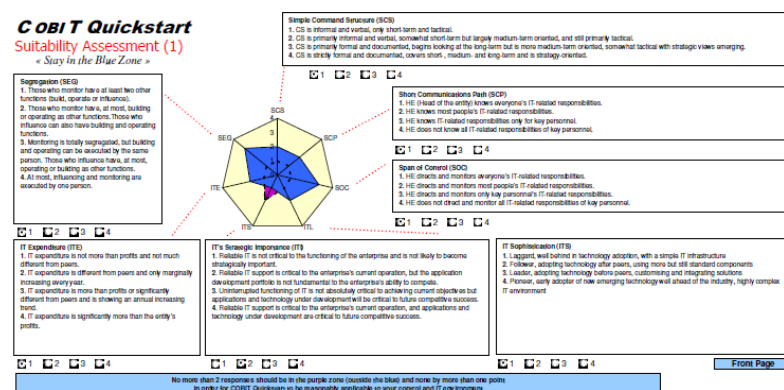 COBIT Quickstart
Suitability Assessment (1)
« Stay in the Blue Zone »
Simple Command Structure (SCS)
1. CS is informal and verbal, only short-term and tactical.
2. CS is primarily informal and verbal, somewhat short-term but largely medium-term oriented, and still primarily tactical.
3. CS is primarily formal and documented, begins looking at the long-term but is more medium-term oriented, somewhat tactical with strategic views emerging.
4. CS is strictly formal and documented, covers short-, medium- and long-term and is strategy-oriented.
1 2 3 4
Segregation (SEG)
1. Those who monitor have at least two other
functions (build, operate or influence).
2. Those who monitor have, at most, building
or operating as other functions. Those who
influence can also have building and operating
functions.
3. Monitoring is totally segregated, but building
and operating can be executed by the same
person. Those who influence have, at most,
operating or building as other functions.
4. At most, influencing and monitoring are
executed by one person.
1 2 3 4
Short Communications Path (SCP)
1. HE (Head of the entity) knows everyone's IT-related responsibilities.
2. HE knows most people's IT-related responsibilities.
3. HE knows IT-related responsibilities only for key personnel.
4. HE does not know all IT-related responsibilities of key personnel.
1 2 3 4
Span of Control (SOC)
1. HE directs and monitors everyone's IT-related responsibilities.
2. HE directs and monitors most people's IT-related responsibilities.
3. HE directs and monitors only key personnel's IT-related responsibilities.
4. HE does not direct and monitor all IT-related responsibilities of key personnel.
1 2 3 4
SCS
4
3
2
1
SEG
SCP
ITE
SOC
ITS
ITL
IT Expenditure (ITE)
1. IT expenditure is not more than profits and not much
different from peers.
2. IT expenditure is different from peers and only marginally
increasing every year.
3. IT expenditure is more than profits or significantly
different from peers and is showing an annual increasing
trend.
4. IT expenditure is significantly more than the entity's
profits.
1 2 3 4
IT's Strategic Importance (ITI)
1. Reliable IT is not critical to the functioning of the enterprise and is not likely to become
strategically important.
2. Reliable IT support is critical to the enterprise's current operation, but the application
development portfolio is not fundamental to the enterprise's ability to compete.
3. Uninterrupted functioning of IT is not absolutely critical to achieving current objectives but
applications and technology under development will be critical to future competitive success.
4. Reliable IT support is critical to the enterprise's current operation, and applications and
technology under development are critical to future competitive success.
1 2 3 4
IT Sophistication (ITS)
1. Laggard, well behind in technology adoption, with a simple IT infrastructure
2. Follower, adopting technology after peers, using more but still standard components
3. Leader, adopting technology before peers, customising and integrating solutions
4. Pioneer, early adopter of new emerging technology well ahead of the industry, highly complex
IT environment
1 2 3 4
Front Page
No more than 2 responses should be in the purple zone (outside the blue) and none by more than one point
in order for COBIT Quickstart to be reasonably applicable to your control and IT environment